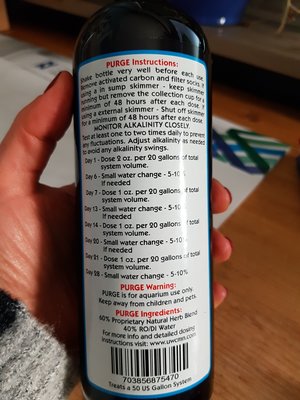 PURGE Instructions:
Shake bottle very well before each use.
Remove activated carbon and filter socks. If
using a in sump skimmer - keep skimmer
running but remove the collection cup for a
minimum of 48 hours after each dose. If
using a external skimmer - Shut off skimmer
for a minimum of 48 hours after each dose.
MONITOR ALKALINITY CLOSELY.
Test at least one to two times daily to prevent
any fluctuations. Adjust alkalinity as needed
to avoid any alkalinity swings.
Day 1 - Dose 2 oz. per 20 gallons of total
system volume.
Day 6 - Small water change - 5-10%
If needed
Day 7 - Dose 1 oz. per 20 gallons of total
system volume.
Day 13 - Small water change - 5-10%
If needed
Day 14 - Dose 1 oz. per 20 gallons of total
system volume.
Day 20 - Small water change - 5-10%
If needed
Day 21 - Dose 1 oz. per 20 gallons of total
system volume.
Day 28 - Small water change - 5-10%
PURGE Warning:
PURGE is for aquarium use only.
Keep away from children and pets.
PURGE Ingredients:
60% Proprietary Natural Herb Blend
40% RO/DI Water
For more info and detailed dosing
instructions visit: www.uwcmn.com
703856875470
Treats a 50 US Gallon System